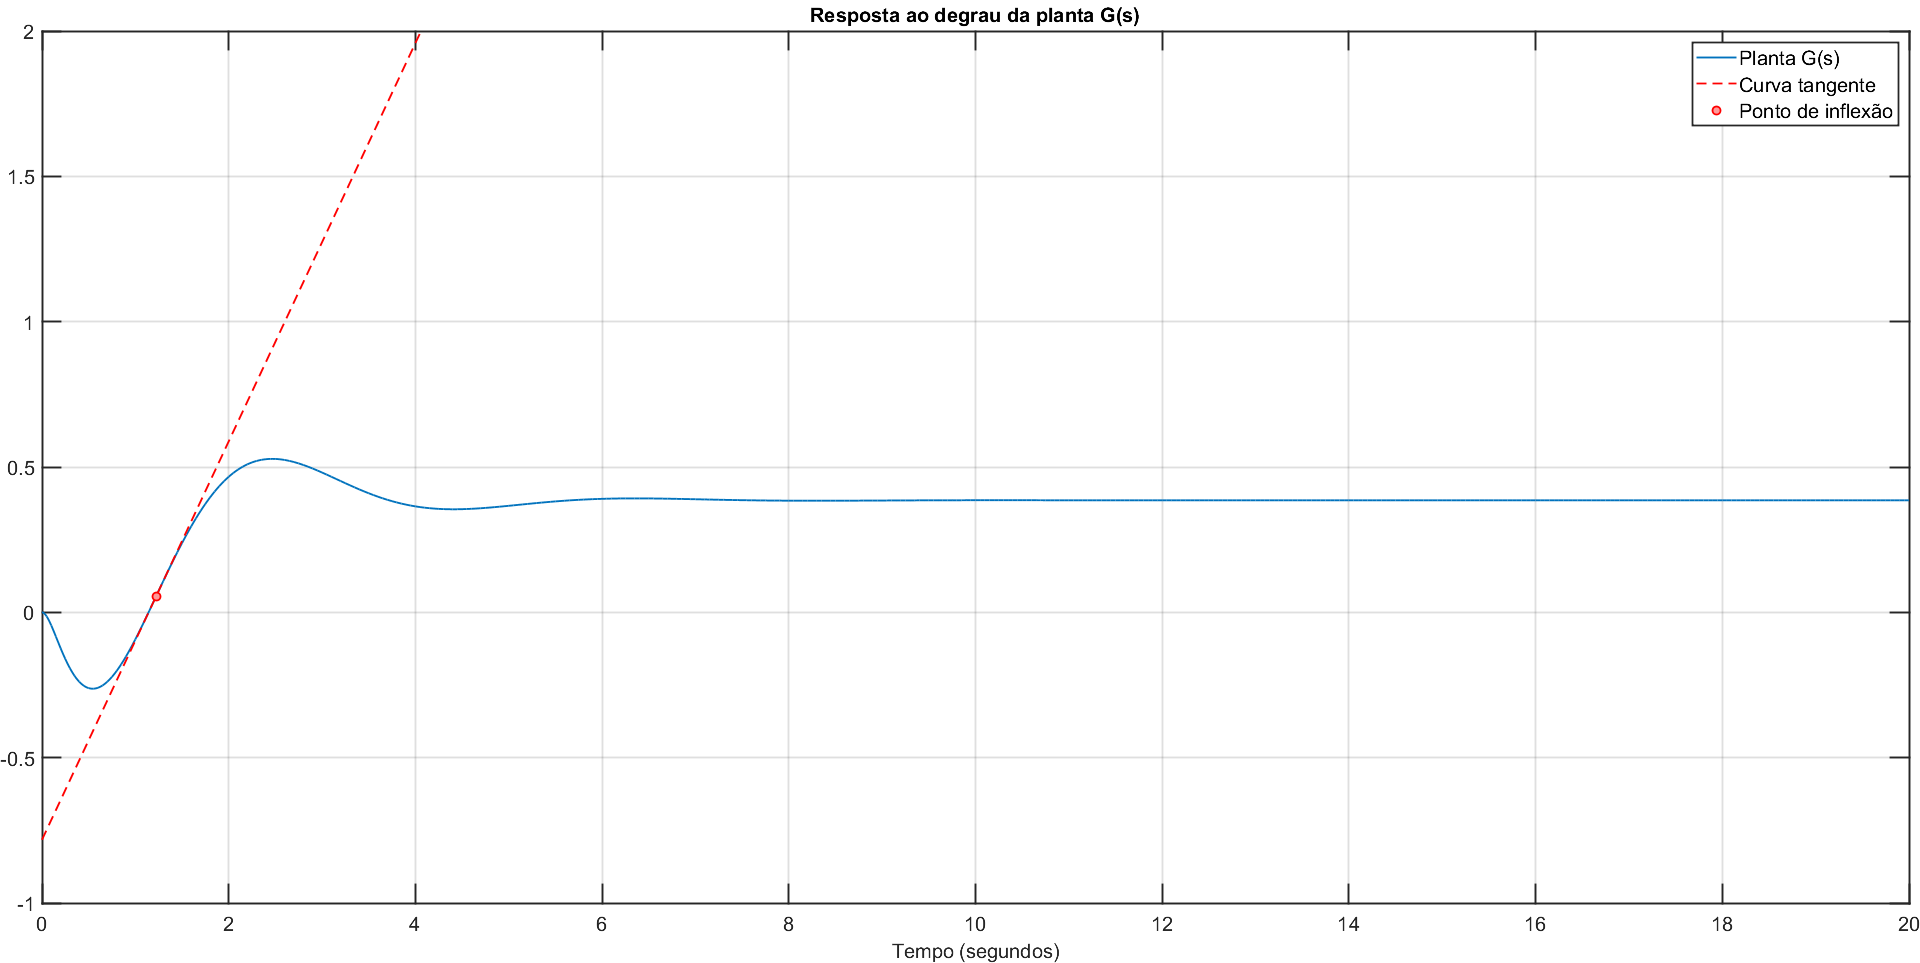 Resposta ao degrau da planta G(s)
Planta G(s)
Curva tangente
Ponto de inflexão
2
1.5
1
0.5
0
-0.5
-1
0 2 4 6 8 10 12 14 16 18 20
Tempo (segundos)